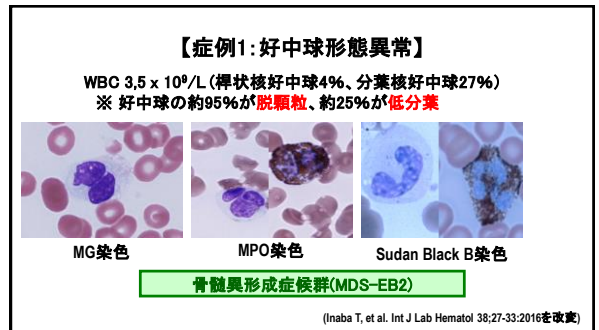 【症例1：好中球形態異常】
WBC 3.5 x 10⁹/L（桿状核好中球4%、分葉核好中球27%）
※ 好中球の約95%が脱顆粒、約25%が低分葉
MG染色
MPO染色
Sudan Black B染色
骨髄異形成症候群(MDS-EB2)
(Inaba T, et al. Int J Lab Hematol 38;27-33:2016を改変)